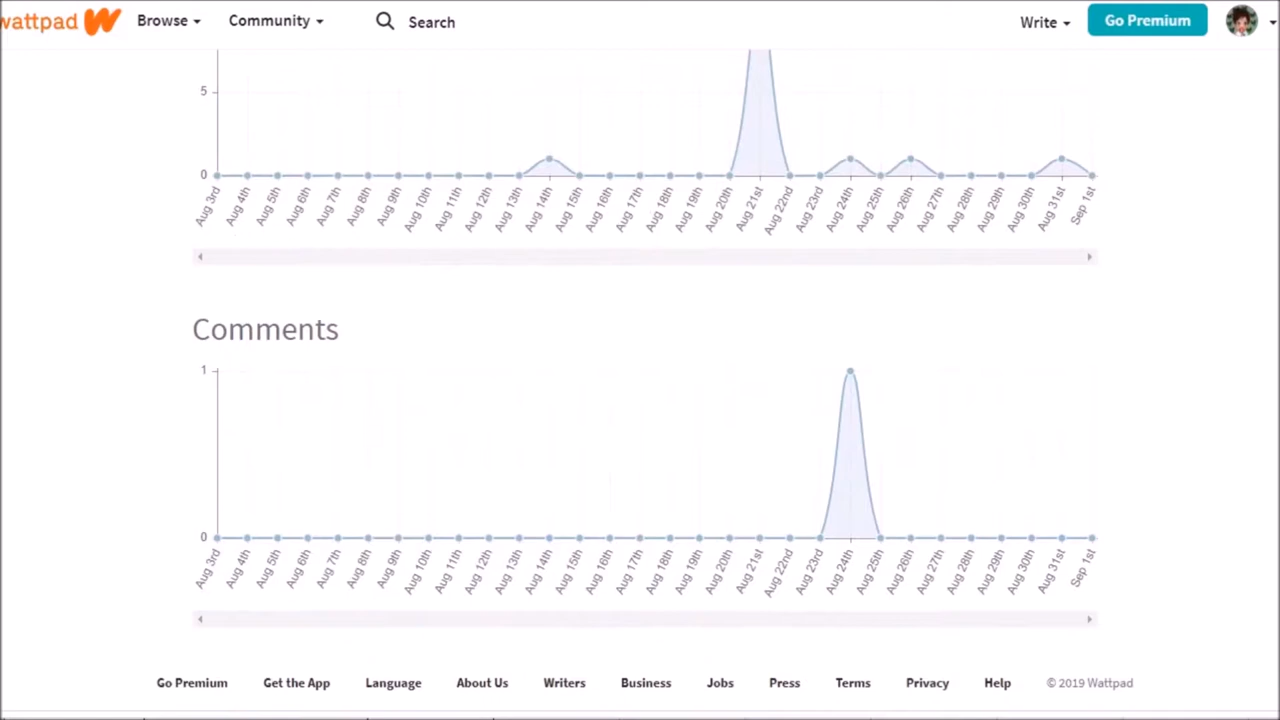 wattpad
Browse
Community
Search
Write
Go Premium
5
0
Aug 3rd
Aug 4th
Aug 5th
Aug 6th
Aug 7th
Aug 8th
Aug 9th
Aug 10th
Aug 11th
Aug 12th
Aug 13th
Aug 14th
Aug 15th
Aug 16th
Aug 17th
Aug 18th
Aug 19th
Aug 20th
Aug 21st
Aug 22nd
Aug 23rd
Aug 24th
Aug 25th
Aug 26th
Aug 27th
Aug 28th
Aug 29th
Aug 30th
Aug 31st
Sep 1st
Comments
1
0
Aug 3rd
Aug 4th
Aug 5th
Aug 6th
Aug 7th
Aug 8th
Aug 9th
Aug 10th
Aug 11th
Aug 12th
Aug 13th
Aug 14th
Aug 15th
Aug 16th
Aug 17th
Aug 18th
Aug 19th
Aug 20th
Aug 21st
Aug 22nd
Aug 23rd
Aug 24th
Aug 25th
Aug 26th
Aug 27th
Aug 28th
Aug 29th
Aug 30th
Aug 31st
Sep 1st
Go Premium
Get the App
Language
About Us
Writers
Business
Jobs
Press
Terms
Privacy
Help
© 2019 Wattpad